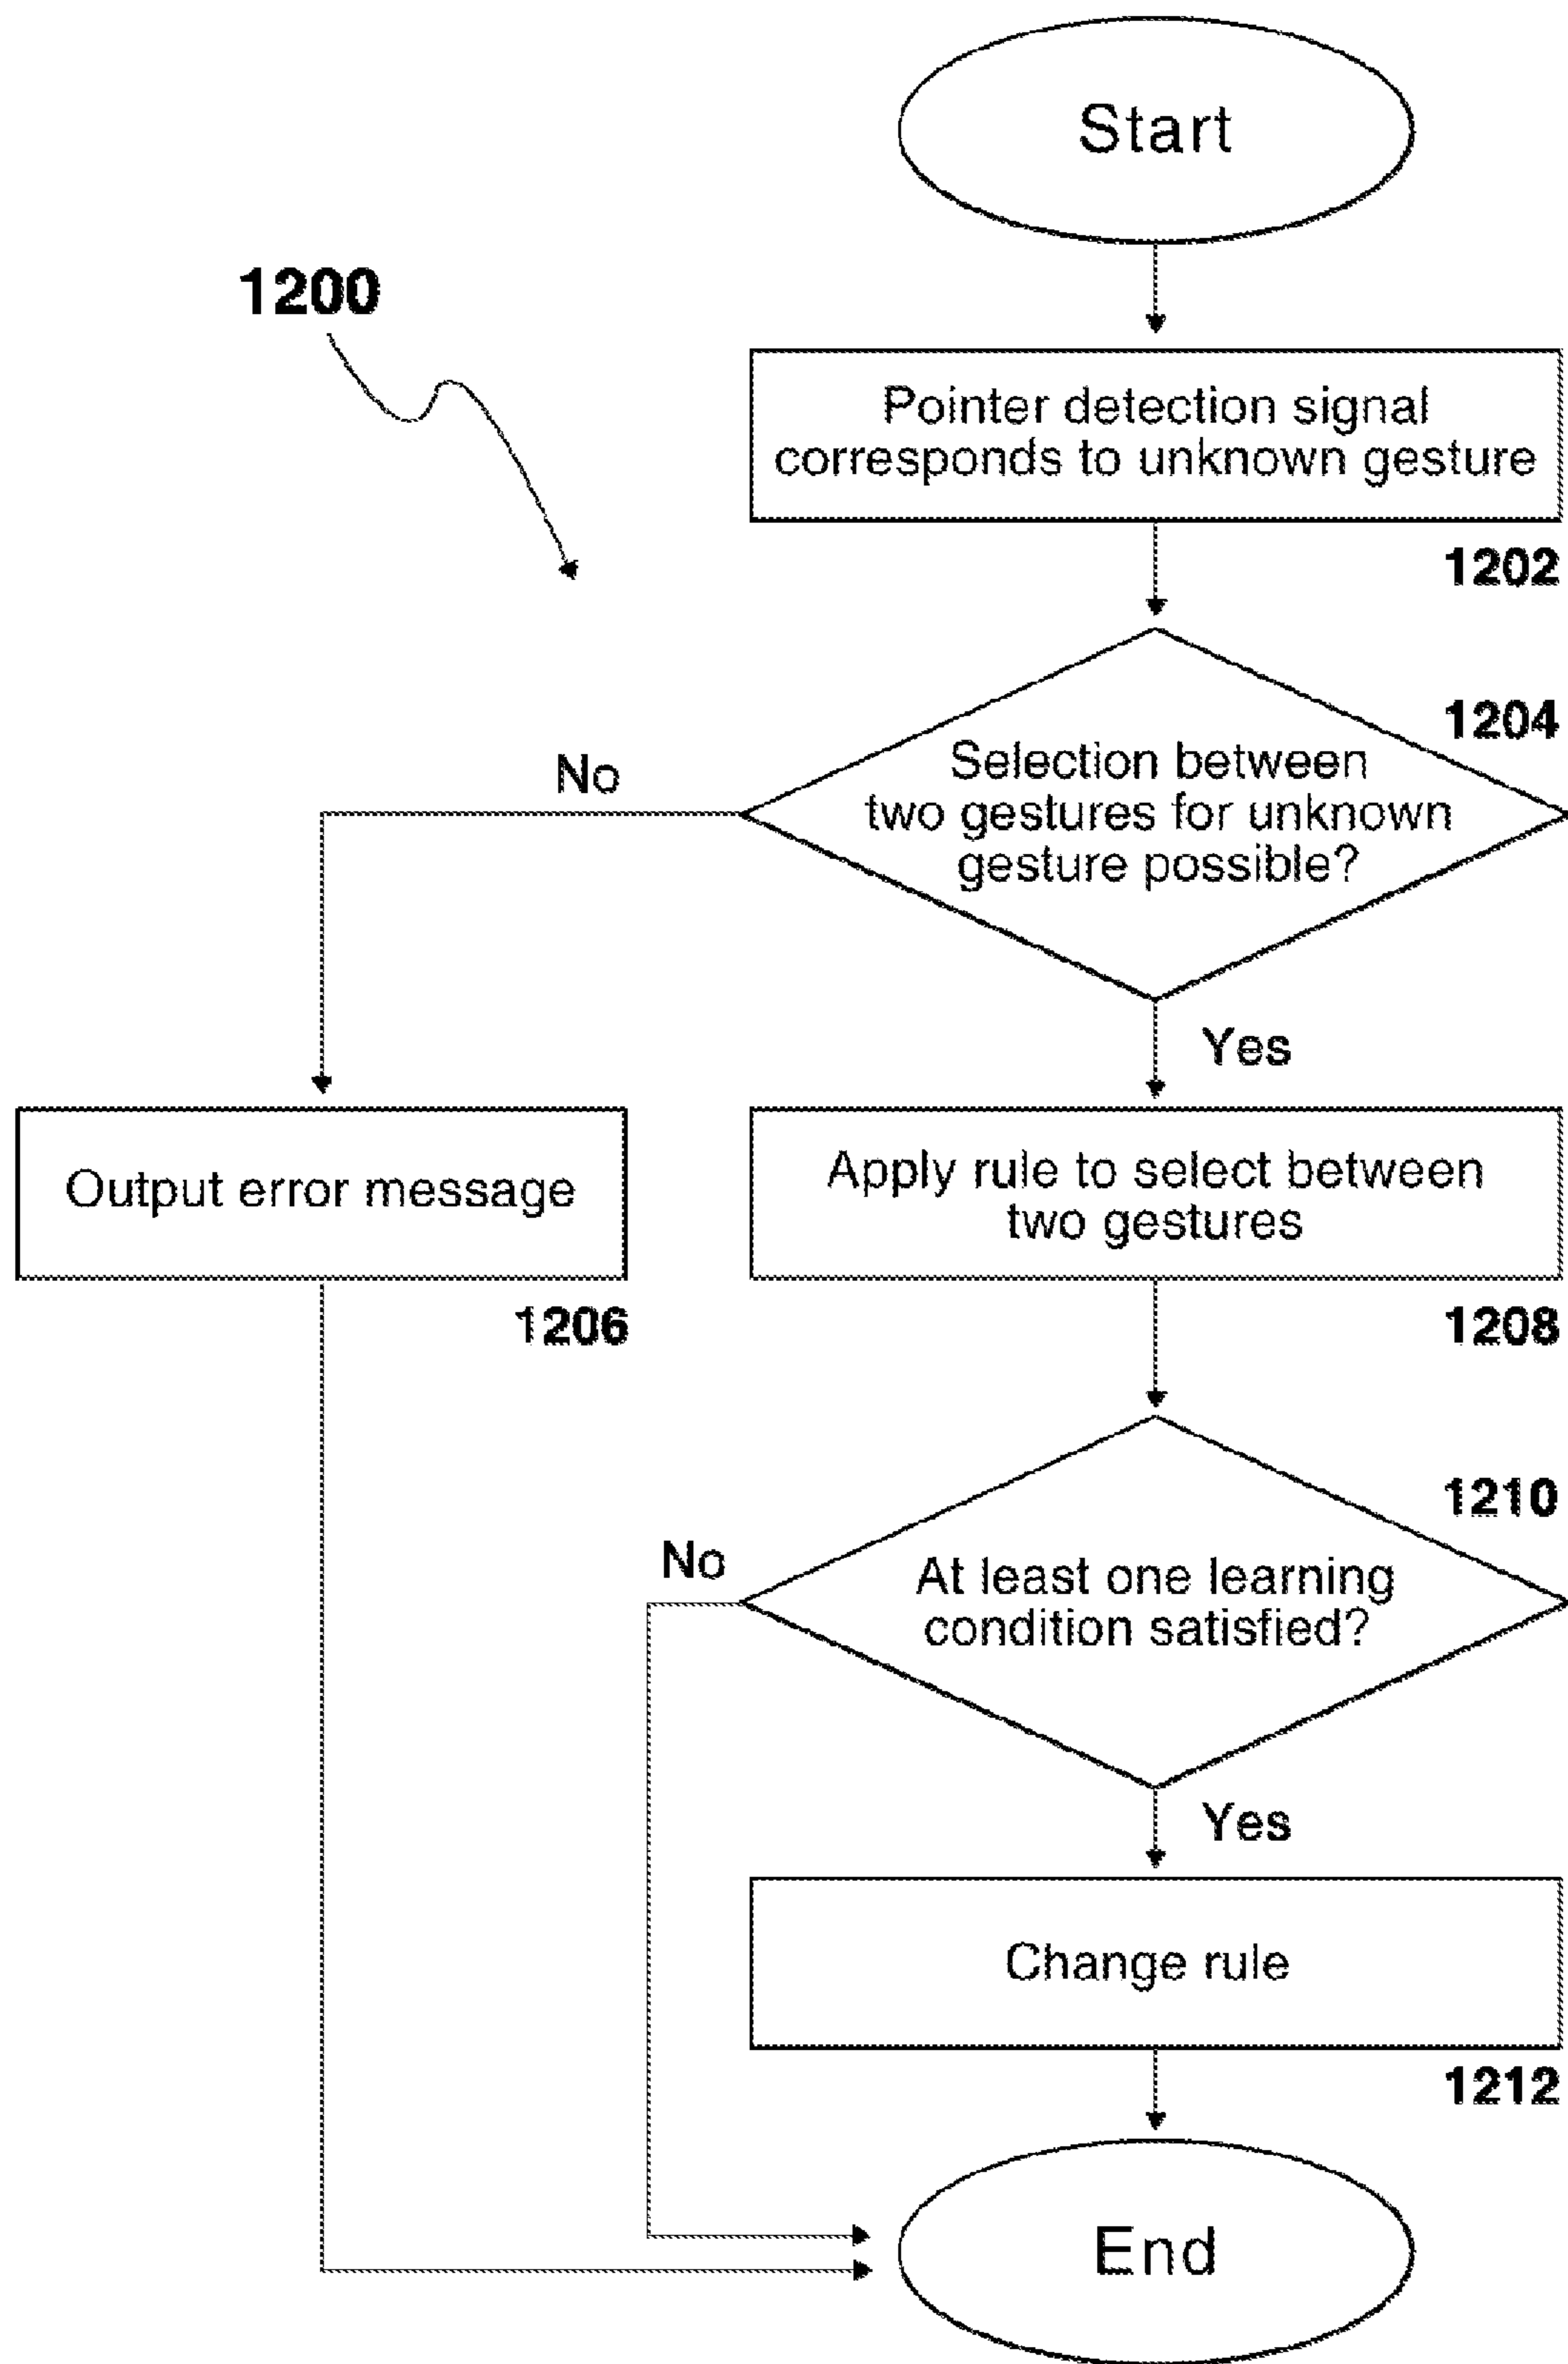 Start
1200
Pointer detection signal
corresponds to unknown gesture
1202
1204
Selection between
two gestures for unknown
gesture possible?
No
Yes
Output error message
1206
Apply rule to select between
two gestures
1208
1210
At least one learning
condition satisfied?
No
Yes
Change rule
1212
End